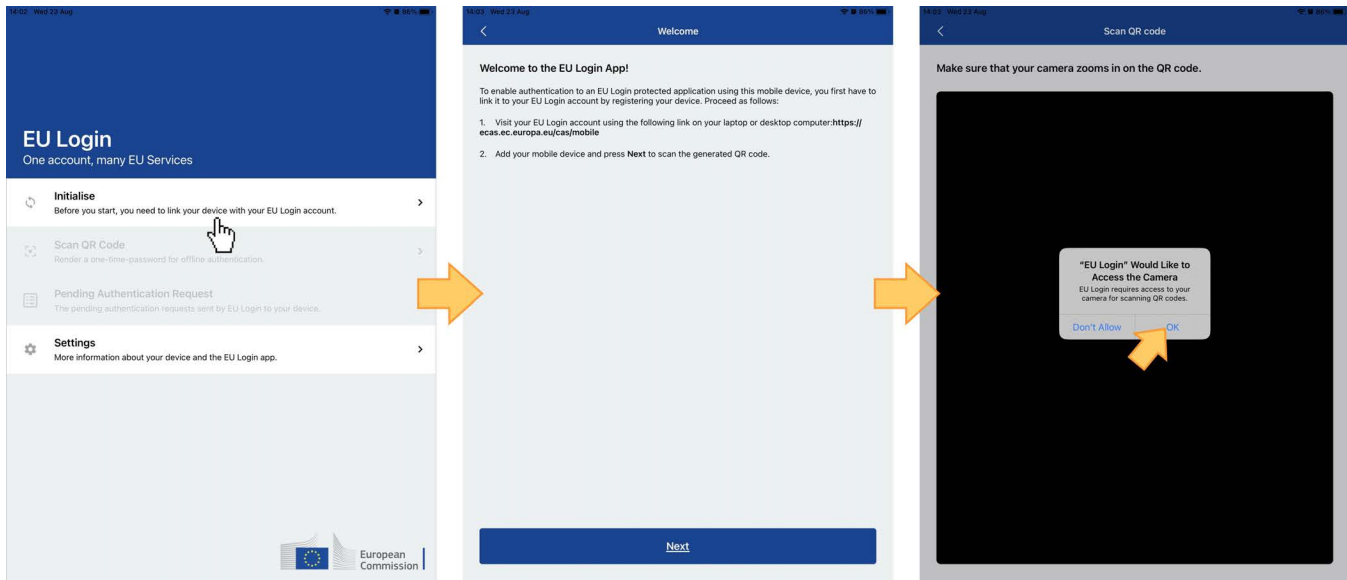 14:02 Wed 23 Aug
86%
EU Login
One account, many EU Services
Initialise
Before you start, you need to link your device with your EU Login account.
Scan QR Code
Render a one-time-password for offline authentication.
Pending Authentication Request
The pending authentication requests sent by EU Login to your device.
Settings
More information about your device and the EU Login app.
European
Commission
14:03 Wed 23 Aug
86%
Welcome
Welcome to the EU Login App!
To enable authentication to an EU Login protected application using this mobile device, you first have to
link it to your EU Login account by registering your device. Proceed as follows:
1. Visit your EU Login account using the following link on your laptop or desktop computer:https://
ecas.ec.europa.eu/cas/mobile
2. Add your mobile device and press Next to scan the generated QR code.
Next
14:03 Wed 23 Aug
86%
Scan QR code
Make sure that your camera zooms in on the QR code.
"EU Login" Would Like to
Access the Camera
EU Login requires access to your
camera for scanning QR codes.
Don't Allow OK